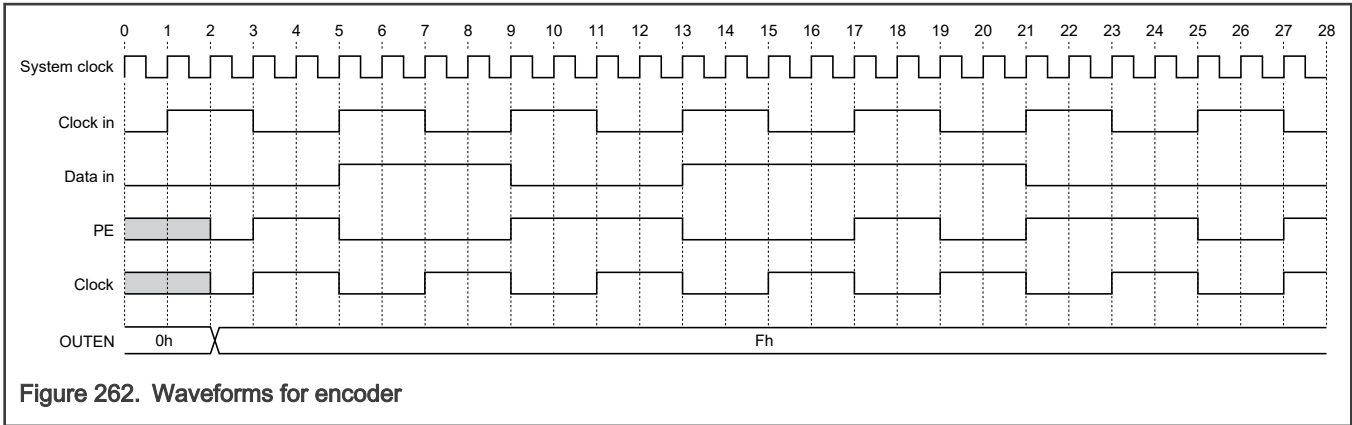 0 1 2 3 4 5 6 7 8 9 10 11 12 13 14 15 16 17 18 19 20 21 22 23 24 25 26 27 28
System clock
Clock in
Data in
PE
Clock
OUTEN 0h Fh
Figure 262. Waveforms for encoder